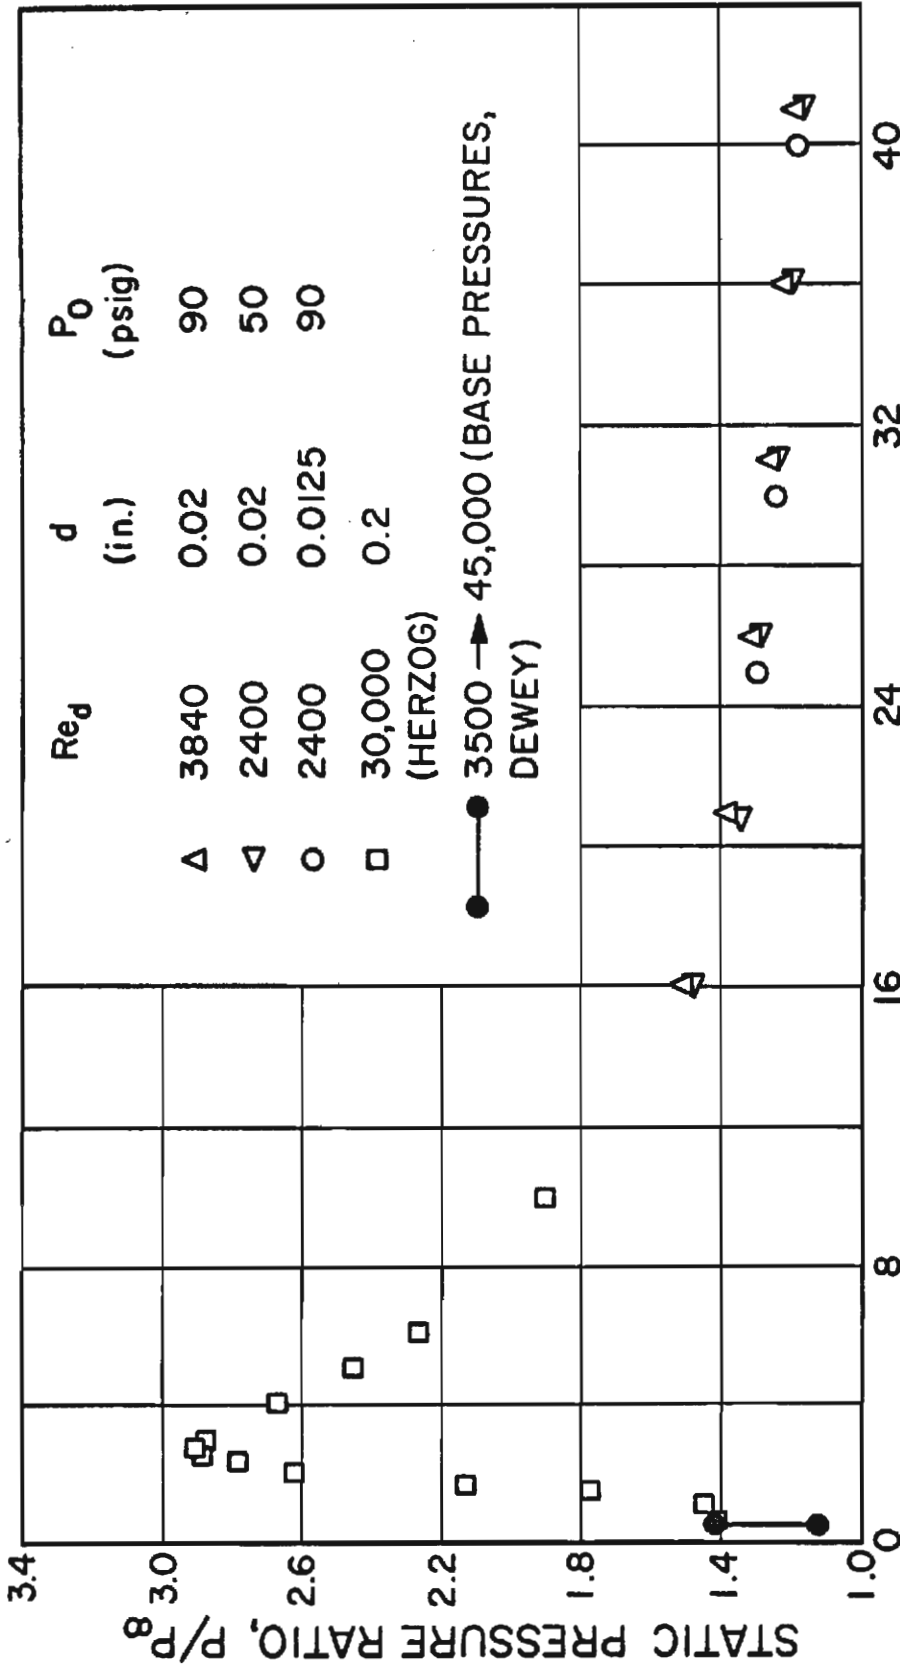 STATIC PRESSURE RATIO, P/P∞
3.4
3.0
2.6
2.2
1.8
1.4
1.0
0
8
16
24
32
40
Re_d d P_O
(in.) (psig)
△ 3840 0.02 90
▽ 2400 0.02 50
○ 2400 0.0125 90
□ 30,000 0.2
(HERZOG)
●—● 3500 → 45,000 (BASE PRESSURES,
DEWEY)